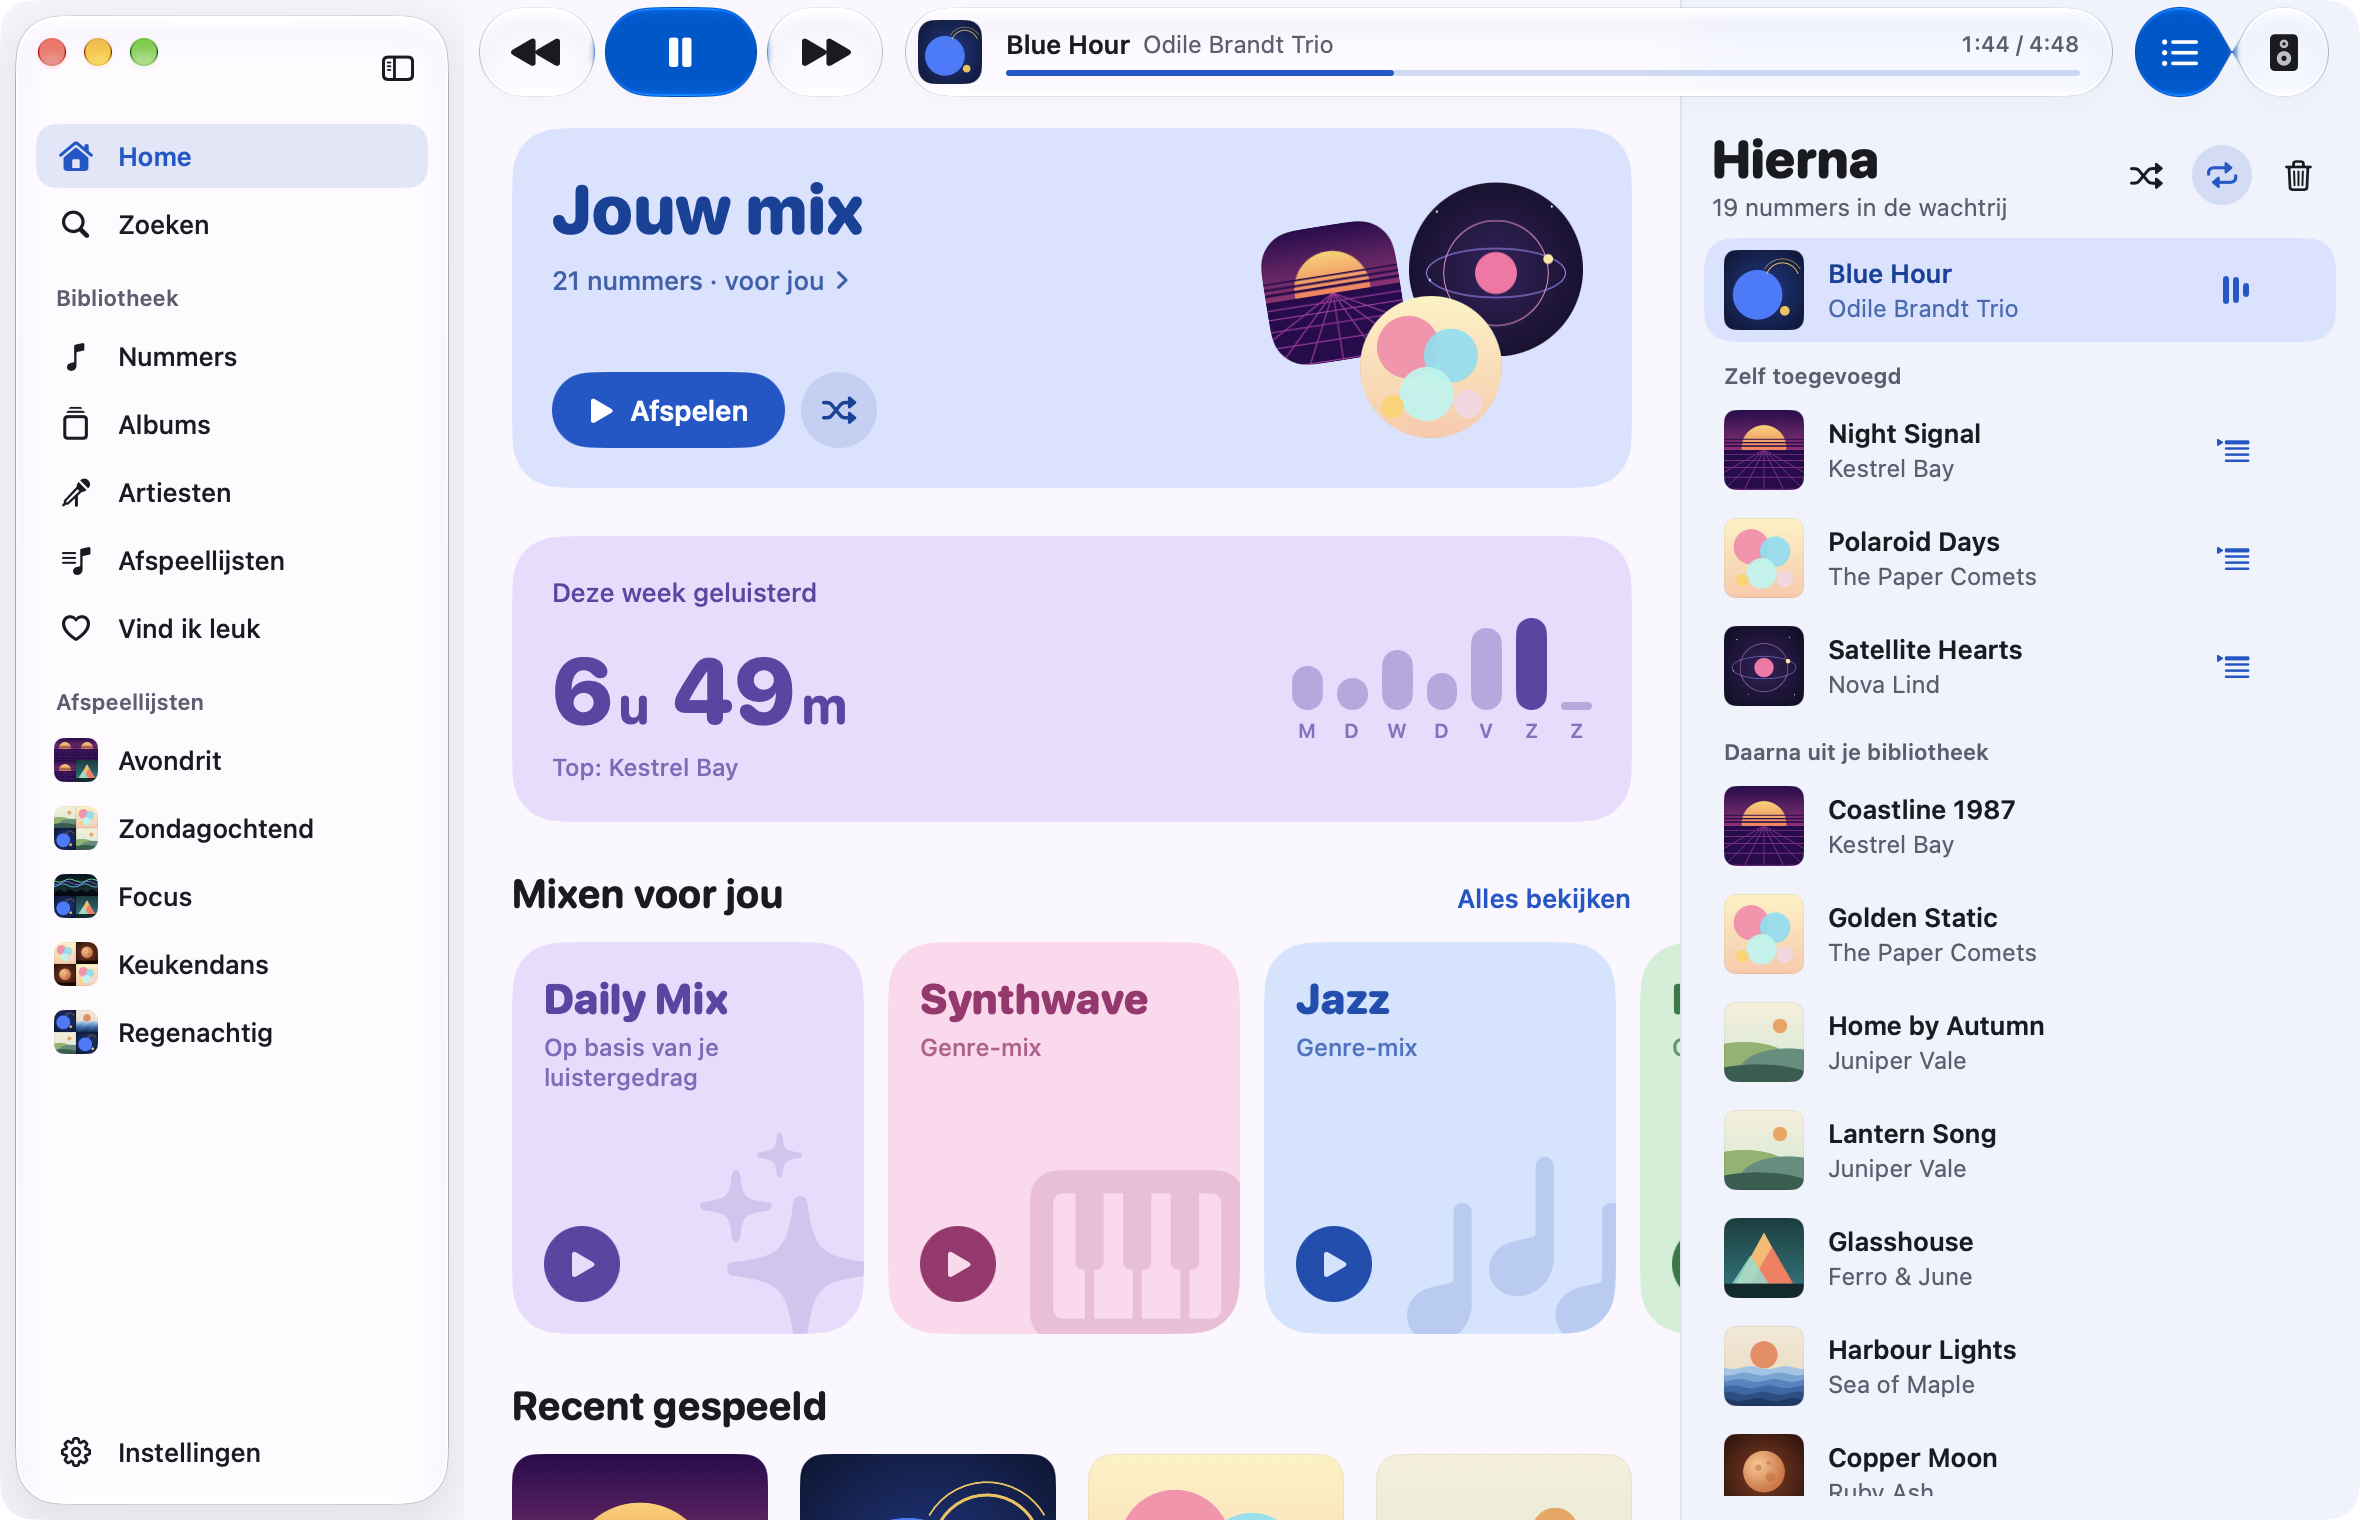 Home
Zoeken
Bibliotheek
Nummers
Albums
Artiesten
Afspeellijsten
Vind ik leuk
Afspeellijsten
Avondrit
Zondagochtend
Focus
Keukendans
Regenachtig
Instellingen
Blue Hour Odile Brandt Trio
1:44 / 4:48
Jouw mix
21 nummers · voor jou
Afspelen
Deze week geluisterd
6u 49m
Top: Kestrel Bay
M D W D V Z Z
Mixen voor jou
Alles bekijken
Daily Mix
Op basis van je
luistergedrag
Synthwave
Genre-mix
Jazz
Genre-mix
Recent gespeeld
Hierna
19 nummers in de wachtrij
Blue Hour
Odile Brandt Trio
Zelf toegevoegd
Night Signal
Kestrel Bay
Polaroid Days
The Paper Comets
Satellite Hearts
Nova Lind
Daarna uit je bibliotheek
Coastline 1987
Kestrel Bay
Golden Static
The Paper Comets
Home by Autumn
Juniper Vale
Lantern Song
Juniper Vale
Glasshouse
Ferro & June
Harbour Lights
Sea of Maple
Copper Moon
Ruby Ash